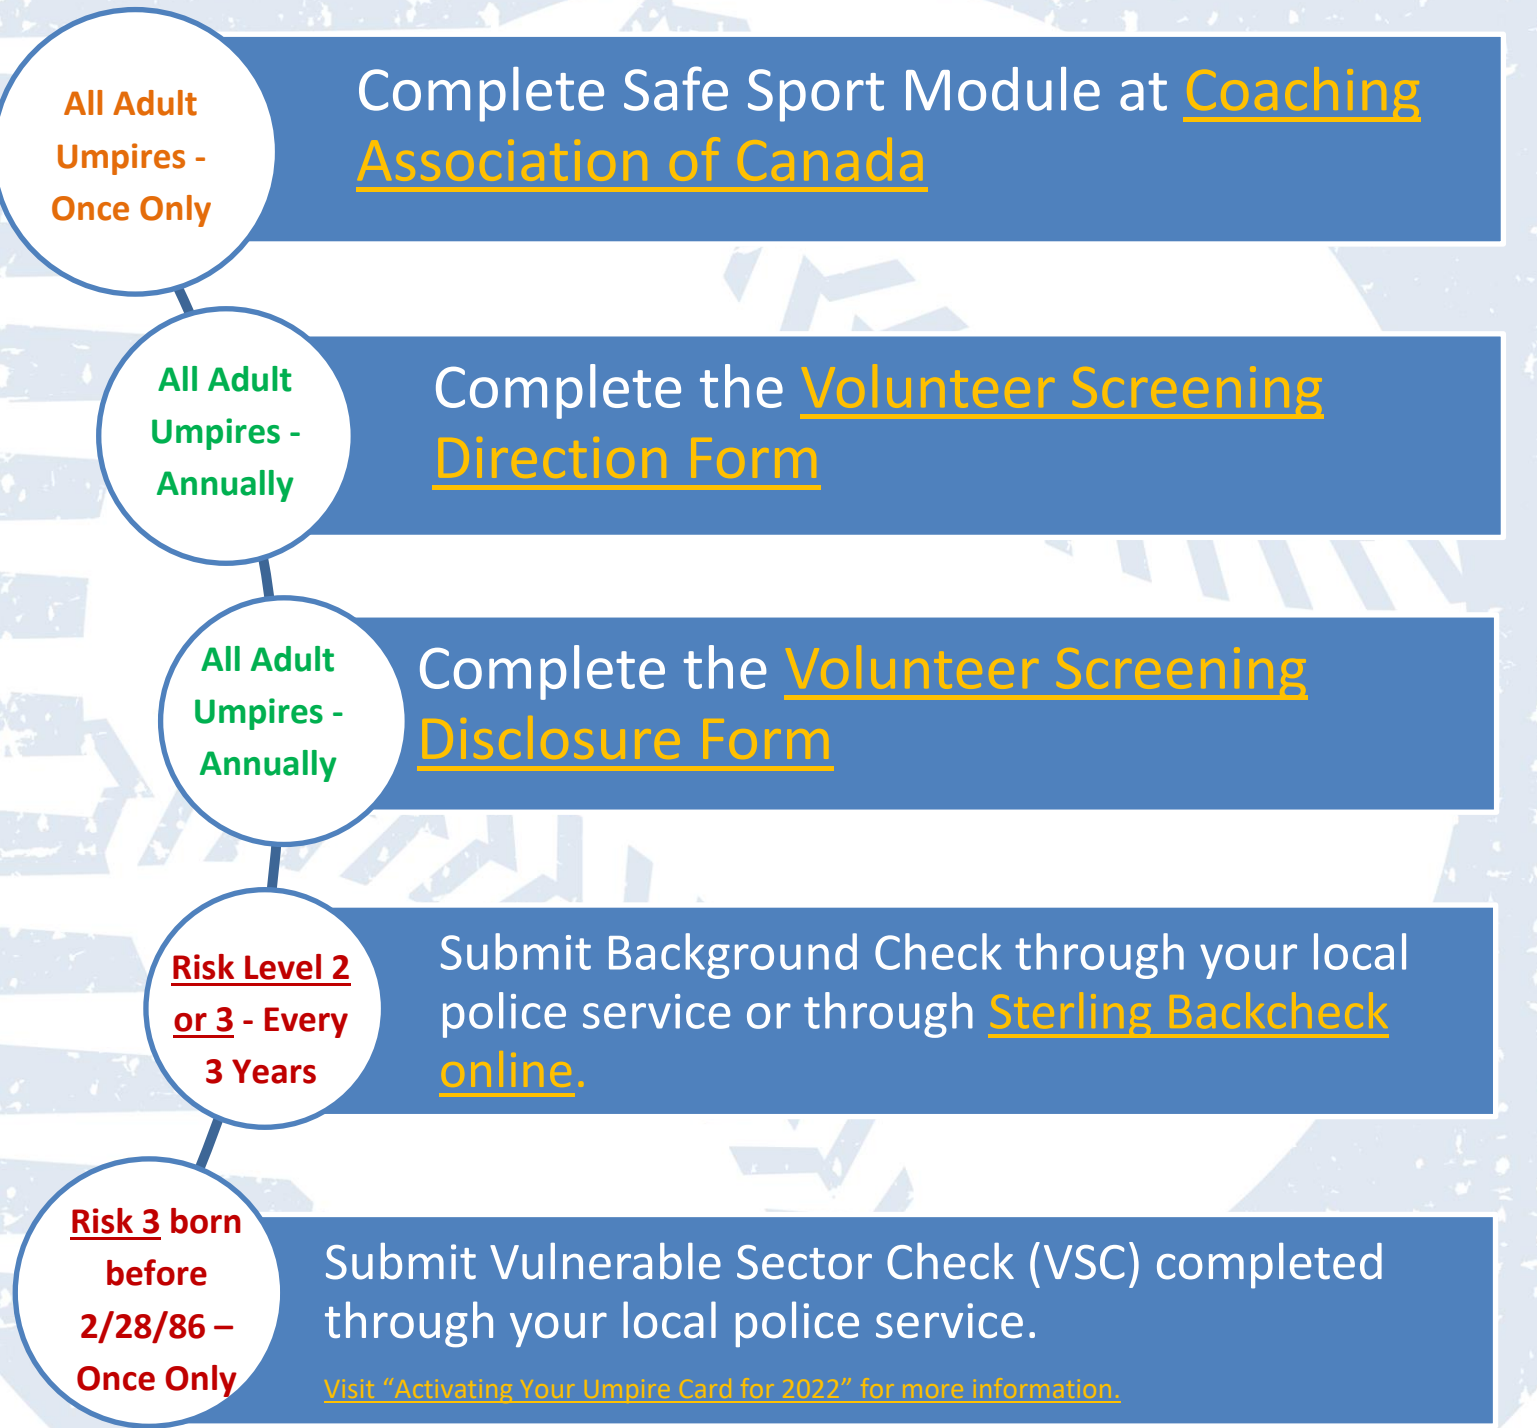 All Adult
Umpires -
Once Only
Complete Safe Sport Module at Coaching
Association of Canada
All Adult
Umpires -
Annually
Complete the Volunteer Screening
Direction Form
All Adult
Umpires -
Annually
Complete the Volunteer Screening
Disclosure Form
Risk Level 2
or 3 - Every
3 Years
Submit Background Check through your local
police service or through Sterling Backcheck
online.
Risk 3 born
before
2/28/86 –
Once Only
Submit Vulnerable Sector Check (VSC) completed
through your local police service.
Visit “Activating Your Umpire Card for 2022” for more information.